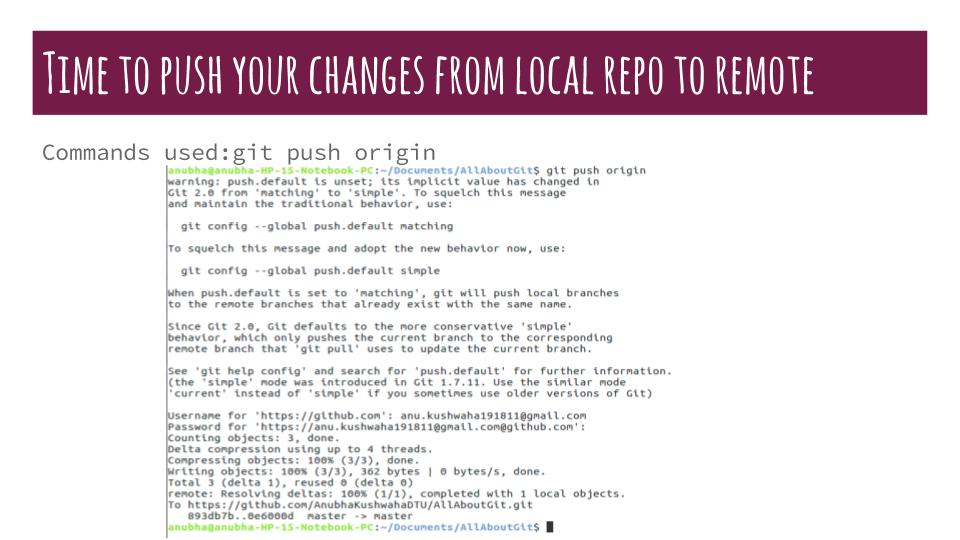 Time to push your changes from local repo to remote
Commands used:git push origin
anubha@anubha-HP-15-Notebook-PC:~/Documents/AllAboutGit$ git push origin
warning: push.default is unset; its implicit value has changed in
Git 2.0 from 'matching' to 'simple'. To squelch this message
and maintain the traditional behavior, use:
git config --global push.default matching
To squelch this message and adopt the new behavior now, use:
git config --global push.default simple
When push.default is set to 'matching', git will push local branches
to the remote branches that already exist with the same name.
Since Git 2.0, Git defaults to the more conservative 'simple'
behavior, which only pushes the current branch to the corresponding
remote branch that 'git pull' uses to update the current branch.
See 'git help config' and search for 'push.default' for further information.
(the 'simple' mode was introduced in Git 1.7.11. Use the similar mode
'current' instead of 'simple' if you sometimes use older versions of Git)
Username for 'https://github.com': anu.kushwaha191811@gmail.com
Password for 'https://anu.kushwaha191811@gmail.com@github.com':
Counting objects: 3, done.
Delta compression using up to 4 threads.
Compressing objects: 100% (3/3), done.
Writing objects: 100% (3/3), 362 bytes | 0 bytes/s, done.
Total 3 (delta 1), reused 0 (delta 0)
remote: Resolving deltas: 100% (1/1), completed with 1 local objects.
To https://github.com/AnubhaKushwahaDTU/AllAboutGit.git
893db7b..0e6000d  master -> master
anubha@anubha-HP-15-Notebook-PC:~/Documents/AllAboutGit$